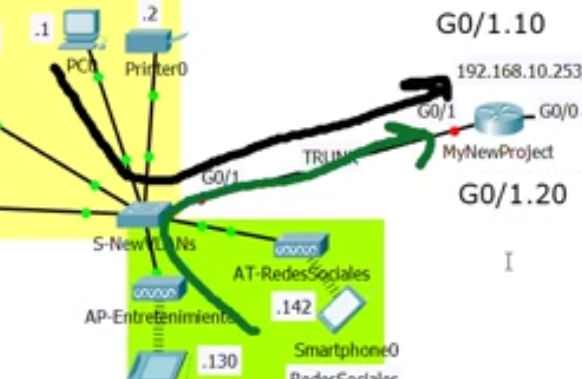 .1
.2
G0/1.10
PC0
Printer0
192.168.10.253
G0/1
G0/0
TRUNK
MyNewProject
G0/1
G0/1.20
S-NewVLANs
AT-RedesSociales
AP-Entretenimiento
.142
Smartphone0
.130
RedesSociales